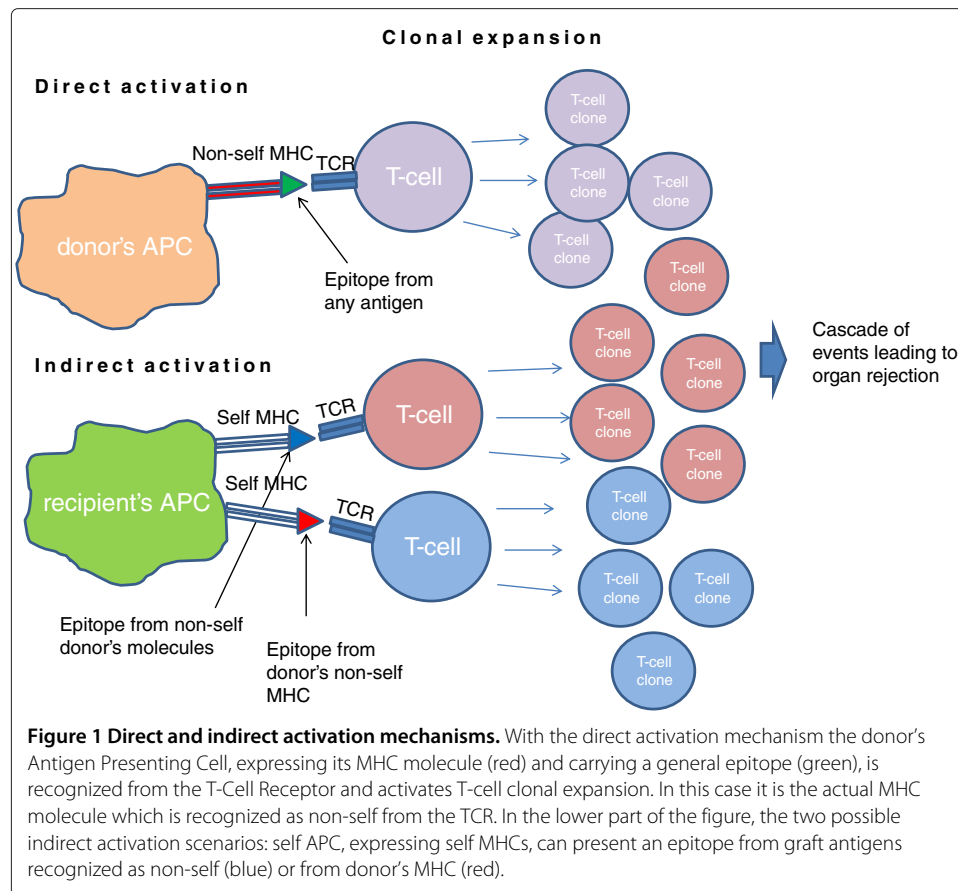 Clonal expansion
Direct activation
Non-self MHC
TCR
T-cell
donor's APC
Epitope from
any antigen
T-cell
clone
T-cell
clone
T-cell
clone
T-cell
clone
Indirect activation
Self MHC
TCR
T-cell
recipient's APC
Self MHC
TCR
T-cell
Epitope from non-self
donor's molecules
Epitope from
donor's non-self
MHC
T-cell
clone
T-cell
clone
T-cell
clone
T-cell
clone
T-cell
clone
T-cell
clone
T-cell
clone
T-cell
clone
T-cell
clone
Cascade of
events leading to
organ rejection
Figure 1 Direct and indirect activation mechanisms. With the direct activation mechanism the donor's
Antigen Presenting Cell, expressing its MHC molecule (red) and carrying a general epitope (green), is
recognized from the T-Cell Receptor and activates T-cell clonal expansion. In this case it is the actual MHC
molecule which is recognized as non-self from the TCR. In the lower part of the figure, the two possible
indirect activation scenarios: self APC, expressing self MHCs, can present an epitope from graft antigens
recognized as non-self (blue) or from donor's MHC (red).